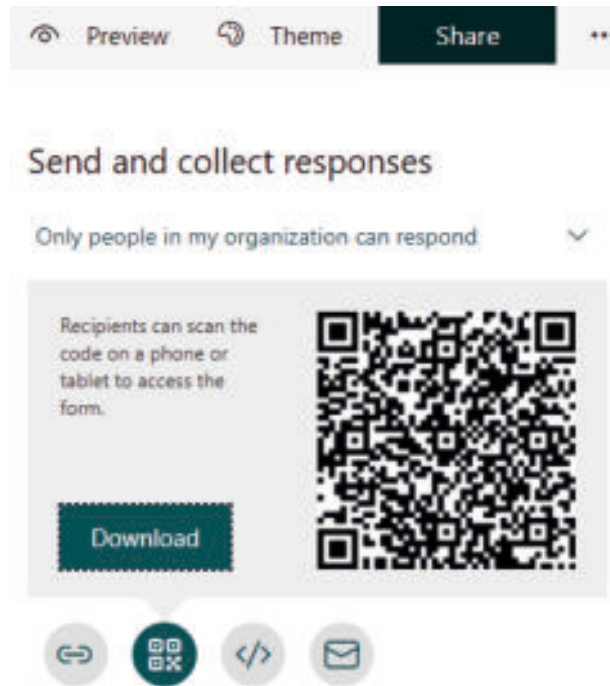 Preview Theme Share
Send and collect responses
Only people in my organization can respond
Recipients can scan the
code on a phone or
tablet to access the
form.
Download